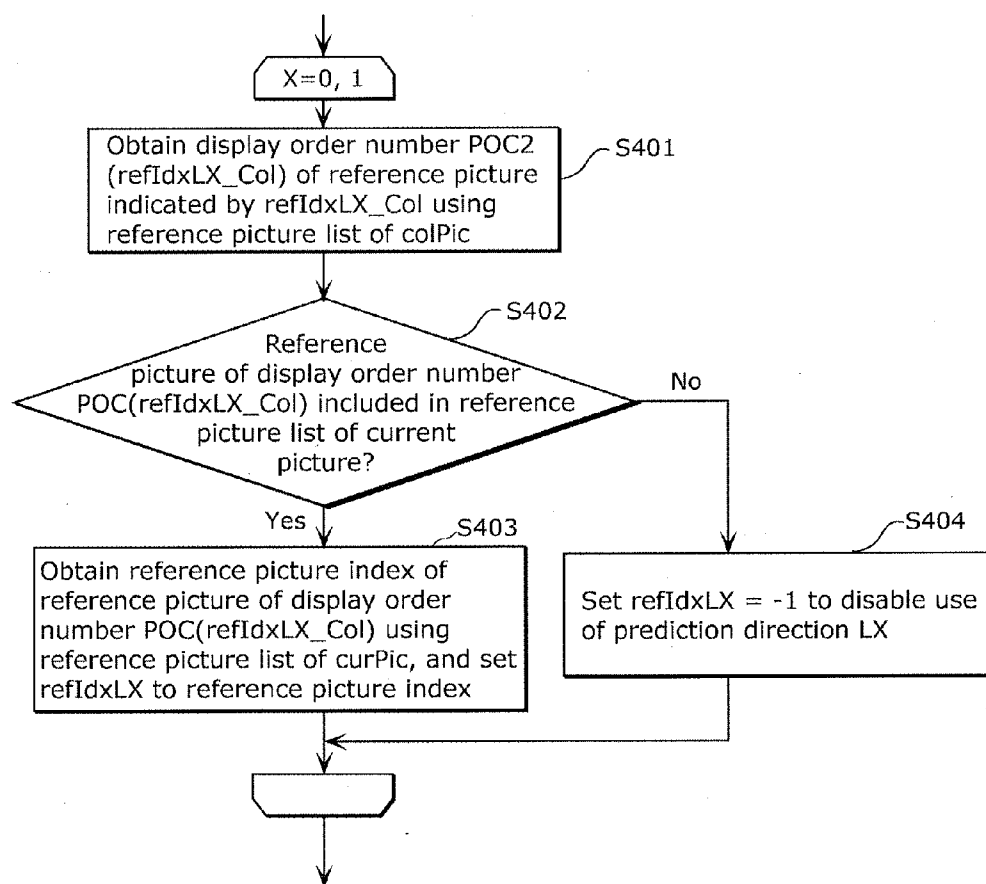 X=0, 1
Obtain display order number POC2
(refIdxLX_Col) of reference picture
indicated by refIdxLX_Col using
reference picture list of colPic
S401
S402
Reference
picture of display order number
POC(refIdxLX_Col) included in reference
picture list of current
picture?
No
Yes
S403
Obtain reference picture index of
reference picture of display order
number POC(refIdxLX_Col) using
reference picture list of curPic, and set
refIdxLX to reference picture index
S404
Set refIdxLX = -1 to disable use
of prediction direction LX